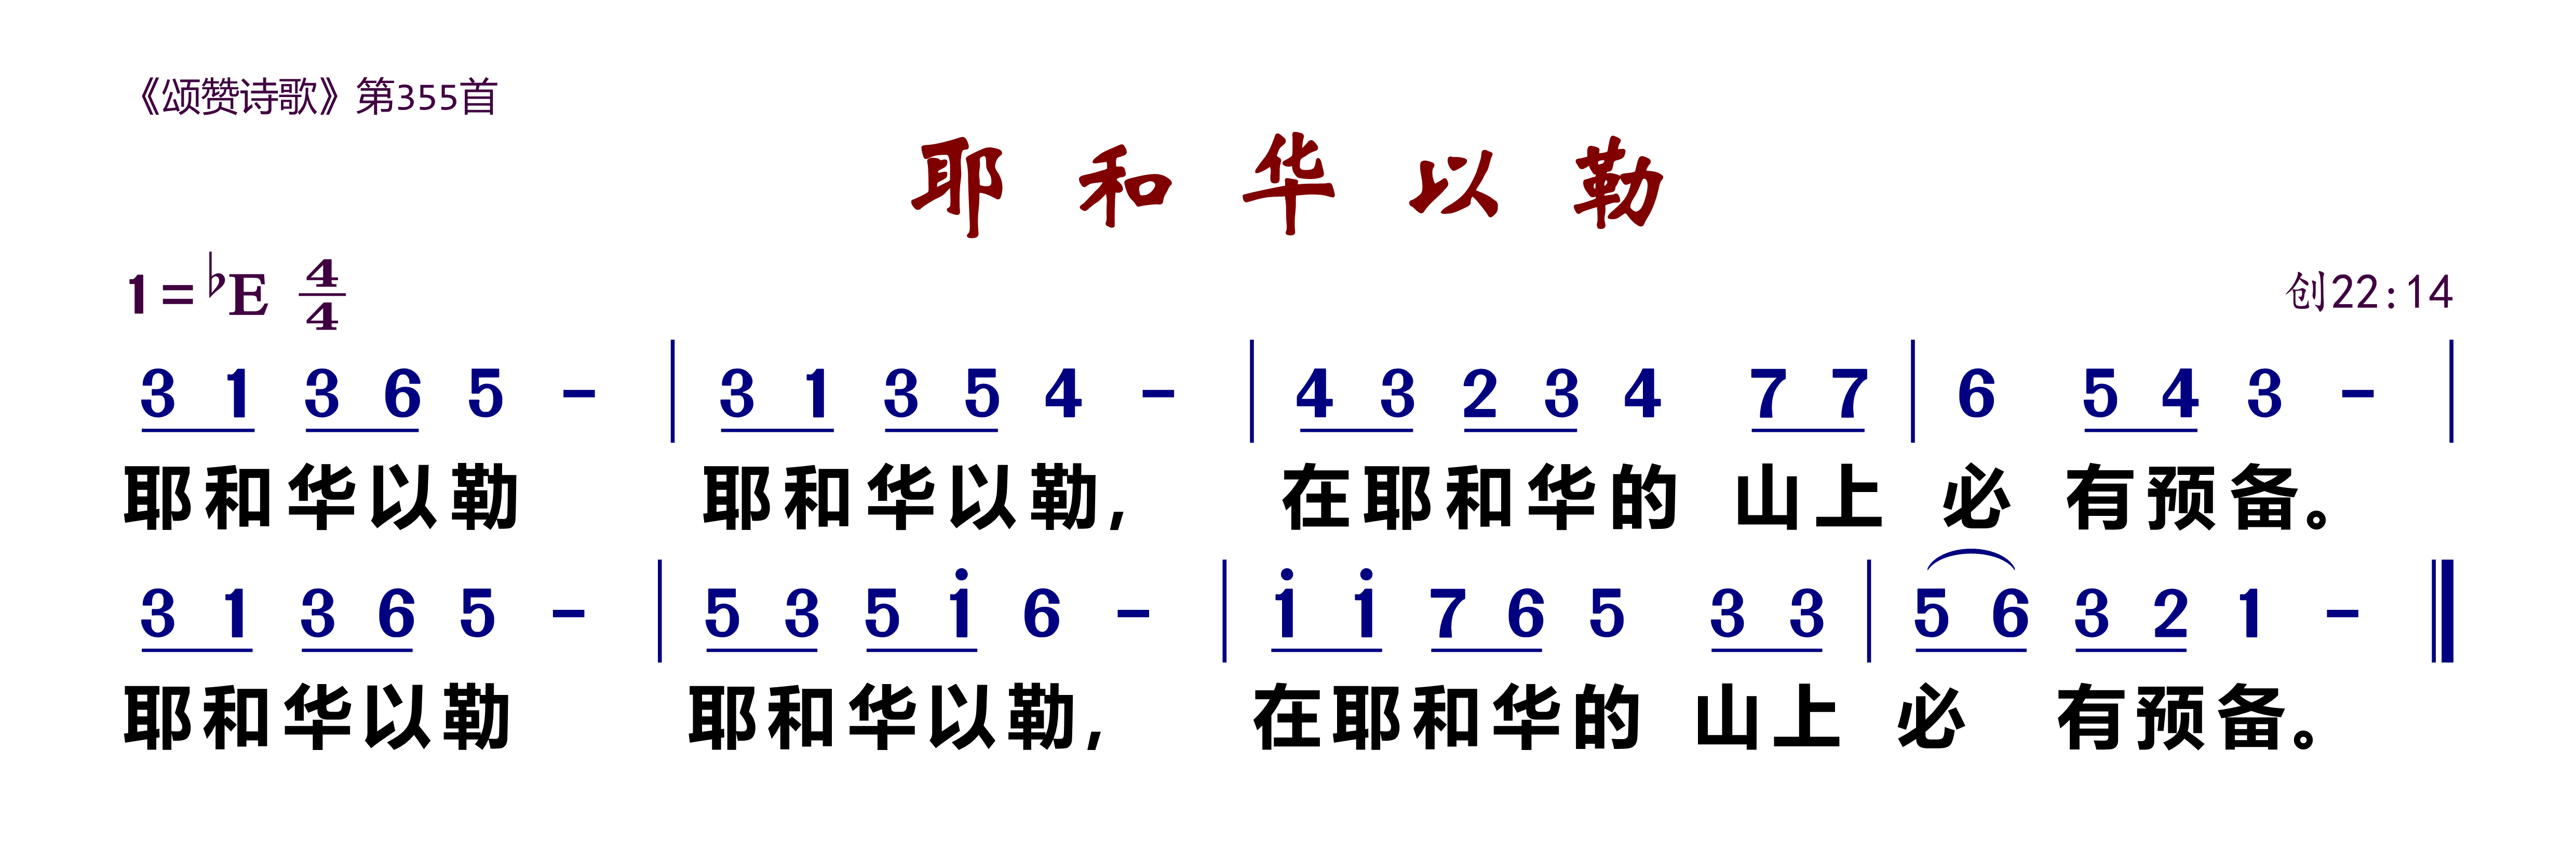 《颂赞诗歌》第355首
耶和华以勒
1=♭E 4/4 创22:14
3 1 3 6 5 - | 3 1 3 5 4 - | 4 3 2 3 4 7 7 | 6 5 4 3 - |
耶和华以勒 耶和华以勒, 在耶和华的 山上 必 有预备。
3 1 3 6 5 - | 5 3 5 i 6 - | i i 7 6 5 3 3 | 5 6 3 2 1 - ‖
耶和华以勒 耶和华以勒, 在耶和华的 山上 必 有预备。